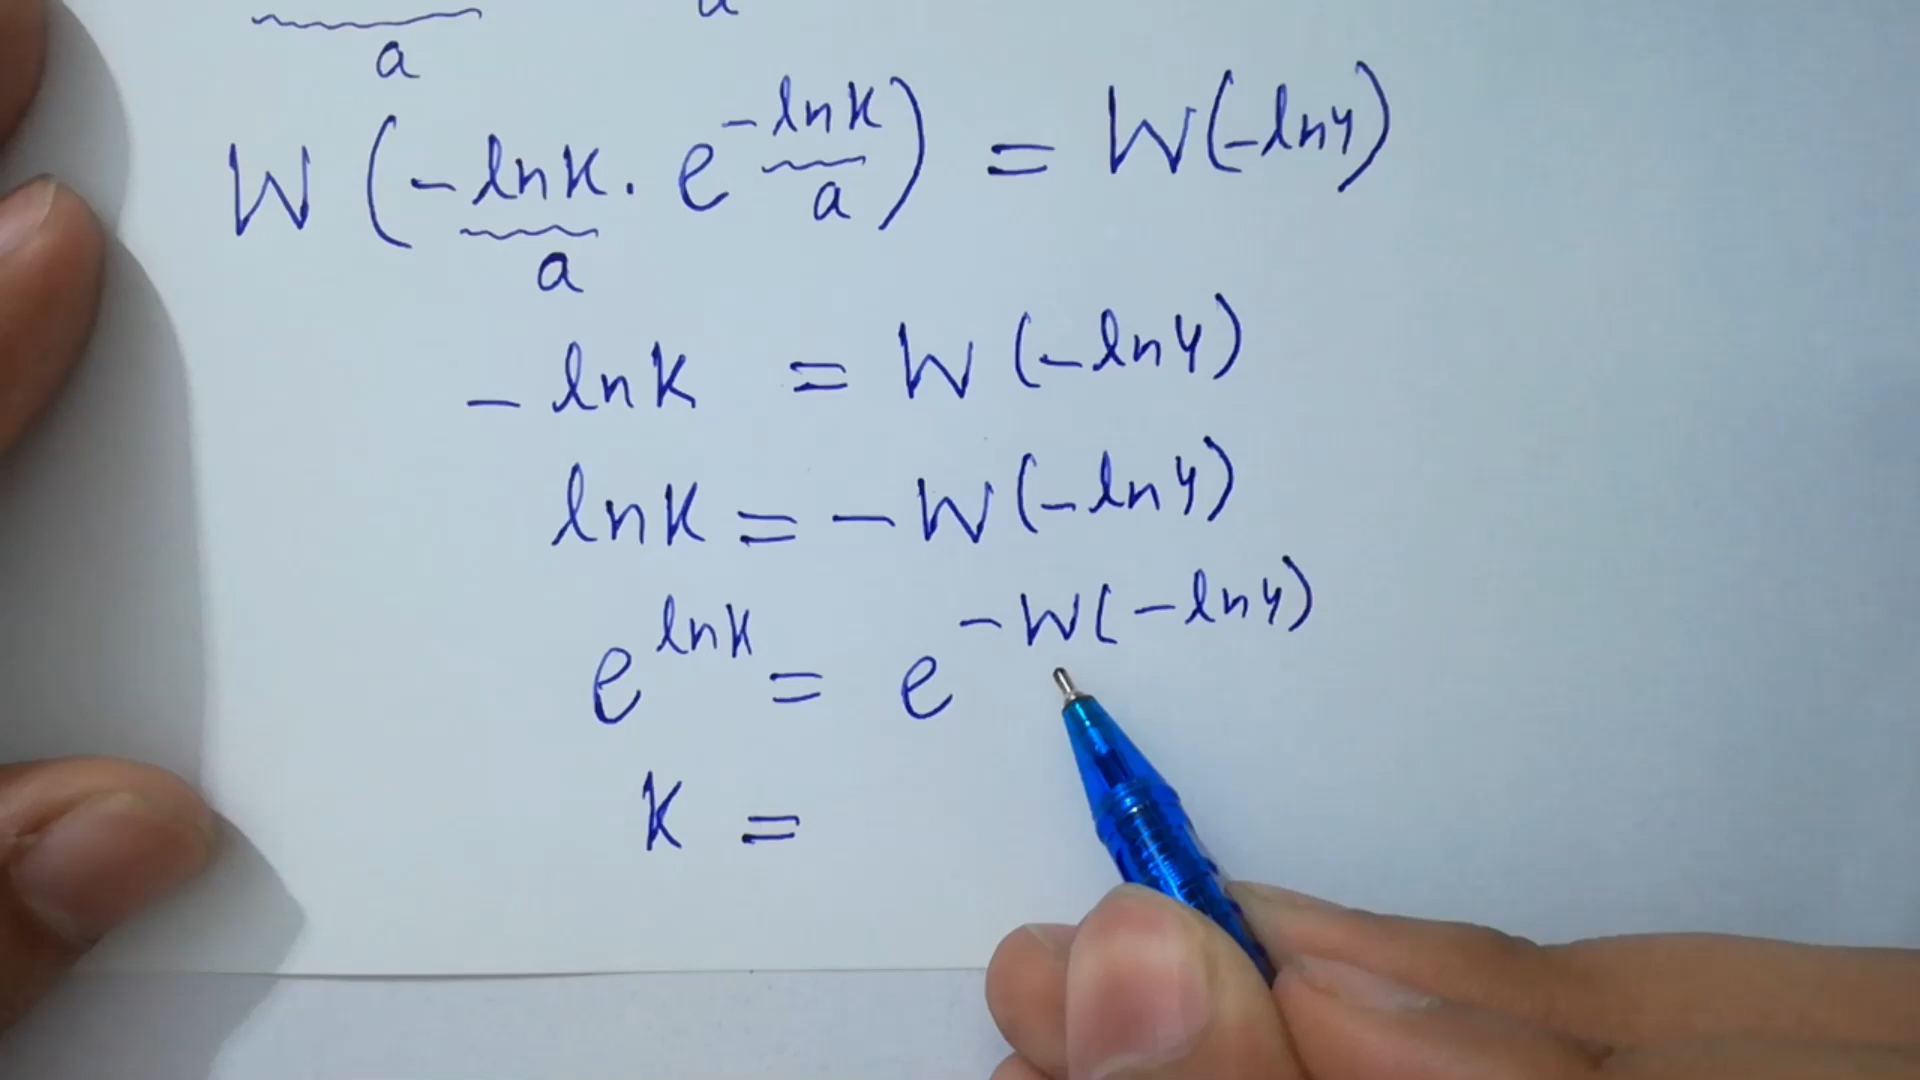 a
W(-lnk. e^-lnk) = W(-ln4)
a a
-lnk = W(-ln4)
lnk = -W(-ln4)
e^lnk = e^-W(-ln4)
k =